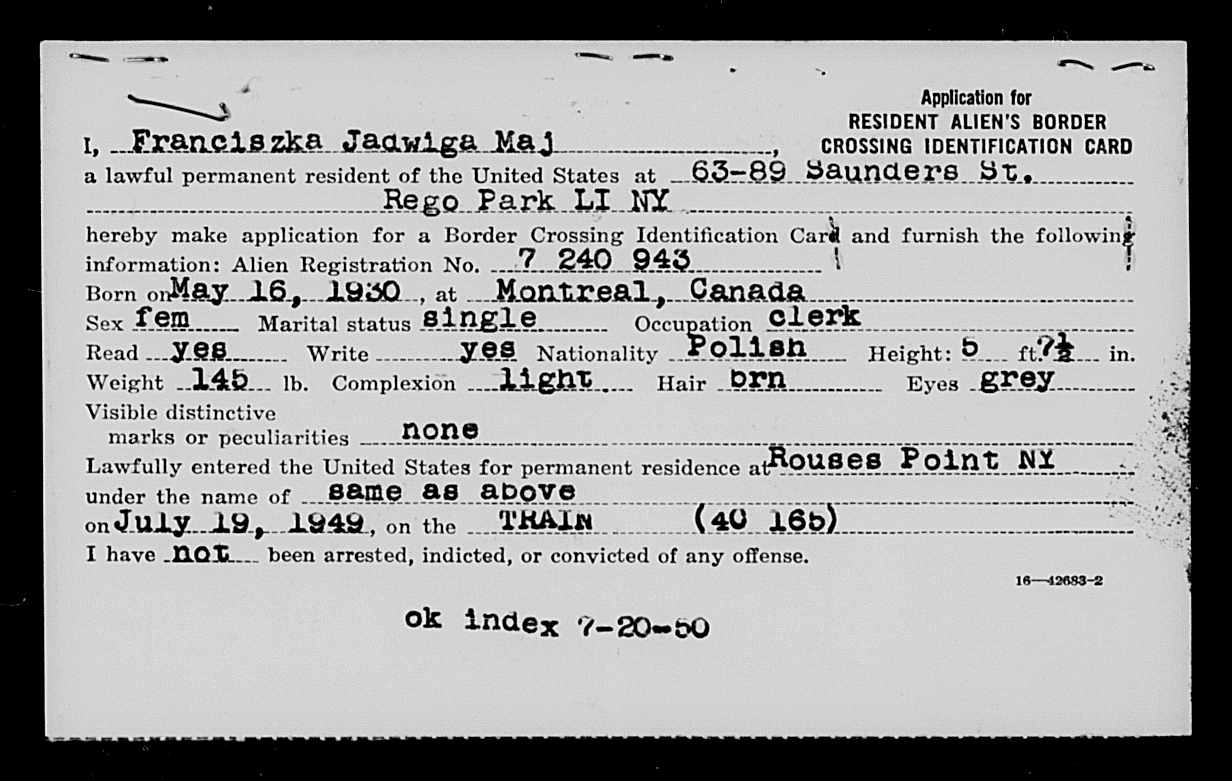 Application for
RESIDENT ALIEN'S BORDER
CROSSING IDENTIFICATION CARD
I, Franciszka Jadwiga Maj,
a lawful permanent resident of the United States at 63-89 Saunders St.
Rego Park LI NY
hereby make application for a Border Crossing Identification Card and furnish the following
information: Alien Registration No. 7 240 943
Born on May 16, 1930, at Montreal, Canada
Sex fem Marital status single Occupation clerk
Read yes Write yes Nationality Polish Height: 5 ft. 7½ in.
Weight 145 lb. Complexion light Hair brn Eyes grey
Visible distinctive
marks or peculiarities none
Lawfully entered the United States for permanent residence at Rouses Point NY
under the name of same as above
on July 19, 1949, on the TRAIN (4C 165)
I have not been arrested, indicted, or convicted of any offense.
16—42683-2
ok index 7-20-50